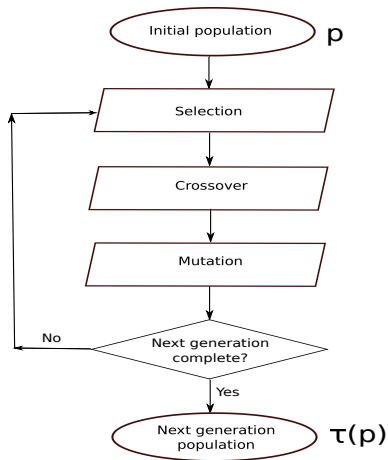 Initial population
p
Selection
Crossover
Mutation
Next generation
complete?
No
Yes
Next generation
population
τ(p)